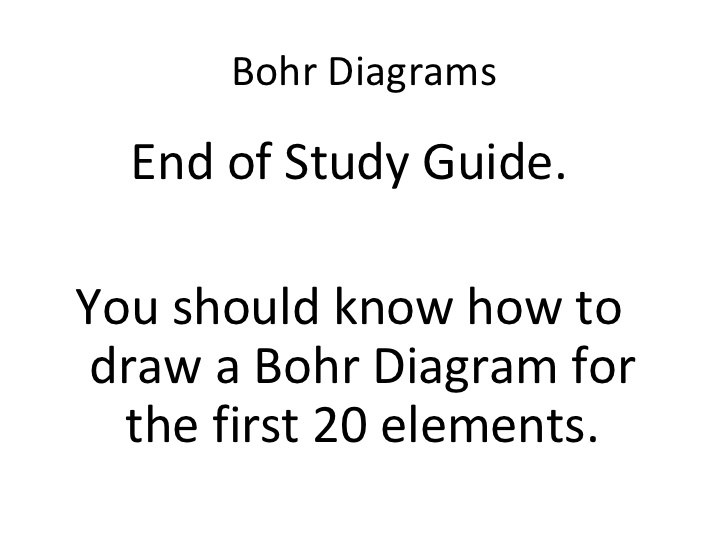 Bohr Diagrams
End of Study Guide.
You should know how to
draw a Bohr Diagram for
the first 20 elements.